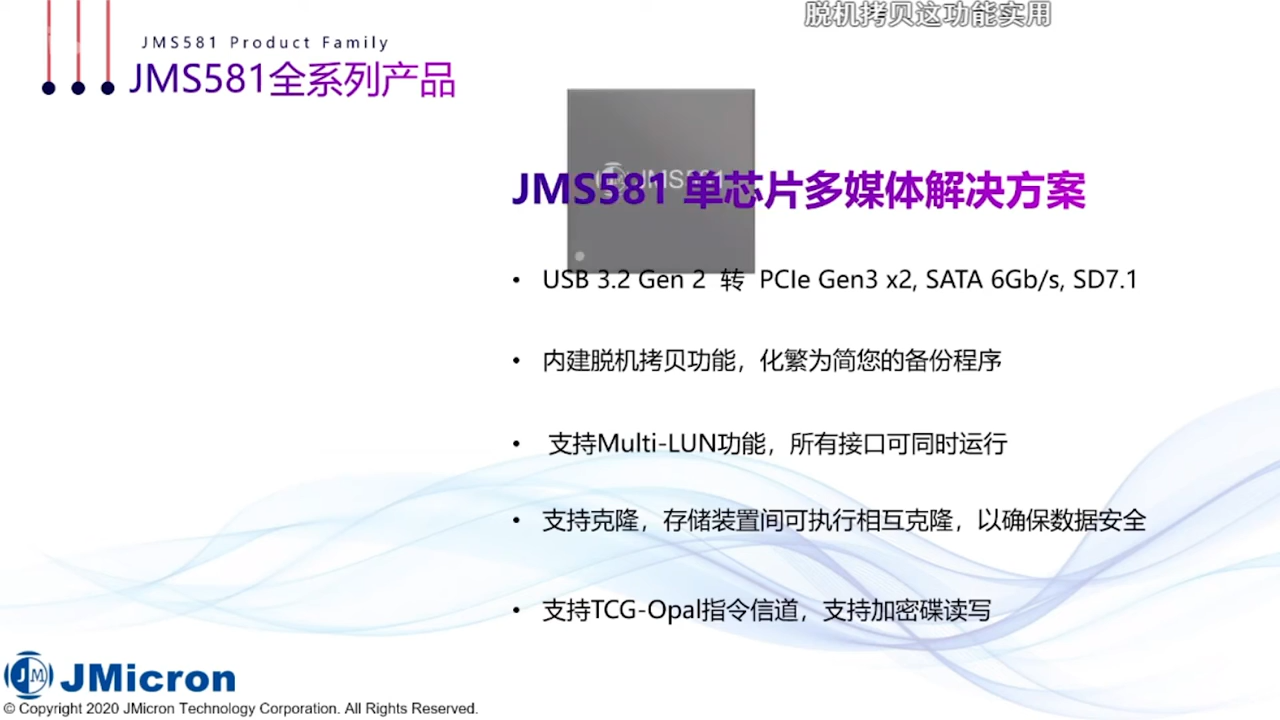 脱机拷贝这功能实用
JMS581 Product Family
JMS581全系列产品
JMS581
JMS581 单芯片多媒体解决方案
• USB 3.2 Gen 2 转 PCIe Gen3 x2, SATA 6Gb/s, SD7.1
• 内建脱机拷贝功能，化繁为简您的备份程序
• 支持Multi-LUN功能，所有接口可同时运行
• 支持克隆，存储装置间可执行相互克隆，以确保数据安全
• 支持TCG-Opal指令信道，支持加密碟读写
JM JMicron
© Copyright 2020 JMicron Technology Corporation. All Rights Reserved.